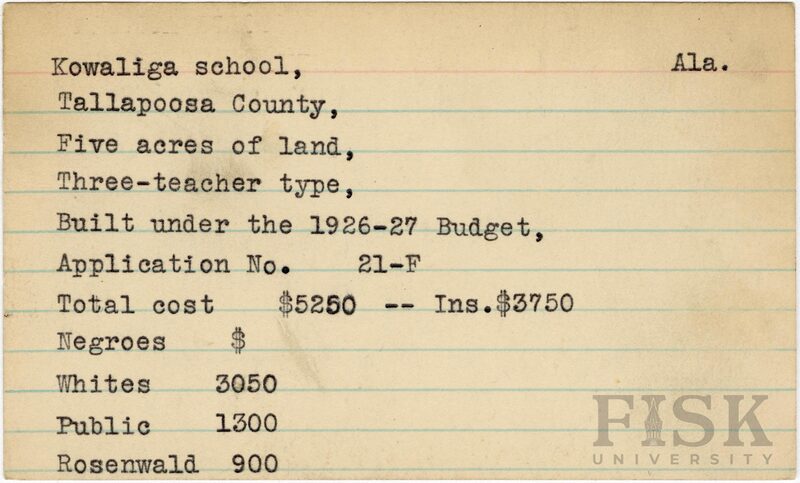 Kowaliga school, Ala.
Tallapoosa County,
Five acres of land,
Three-teacher type,
Built under the 1926-27 Budget,
Application No. 21-F
Total cost $5250 -- Ins.$3750
Negroes $
Whites 3050
Public 1300
Rosenwald 900
FISK
UNIVERSITY